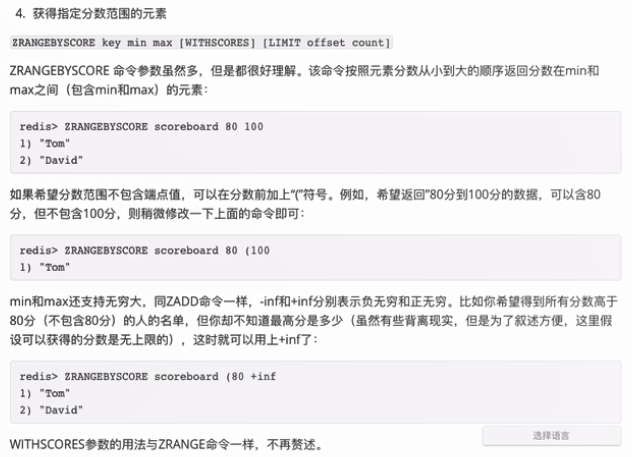 4. 获得指定分数范围的元素
ZRANGEBYSCORE key min max [WITHSCORES] [LIMIT offset count]
ZRANGEBYSCORE 命令参数虽然多，但是都很好理解。该命令按照元素分数从小到大的顺序返回分数在min和
max之间（包含min和max）的元素：
redis> ZRANGEBYSCORE scoreboard 80 100
1) "Tom"
2) "David"
如果希望分数范围不包含端点值，可以在分数前加上“(”符号。例如，希望返回”80分到100分的数据，可以含80
分，但不包含100分，则稍微修改一下上面的命令即可：
redis> ZRANGEBYSCORE scoreboard 80 (100
1) "Tom"
min和max还支持无穷大，同ZADD命令一样，-inf和+inf分别表示负无穷和正无穷。比如你希望得到所有分数高于
80分（不包含80分）的人的名单，但你却不知道最高分是多少（虽然有些背离现实，但是为了叙述方便，这里假
设可以获得的分数是无上限的），这时就可以用上+inf了：
redis> ZRANGEBYSCORE scoreboard (80 +inf
1) "Tom"
2) "David"
选择语言
WITHSCORES参数的用法与ZRANGE命令一样，不再赘述。